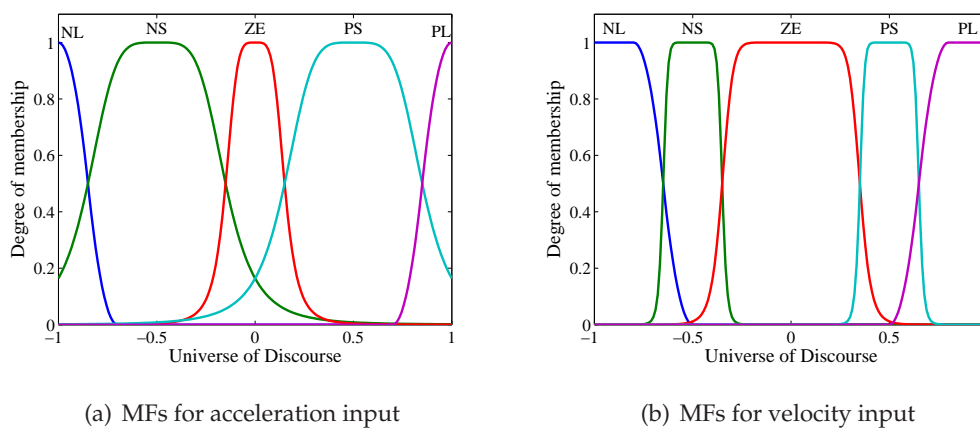 NL NS ZE PS PL
1
0.8
0.6
0.4
0.2
0
Degree of membership
−1 −0.5 0 0.5 1
Universe of Discourse
(a) MFs for acceleration input
NL NS ZE PS PL
1
0.8
0.6
0.4
0.2
0
Degree of membership
−1 −0.5 0 0.5
Universe of Discourse
(b) MFs for velocity input